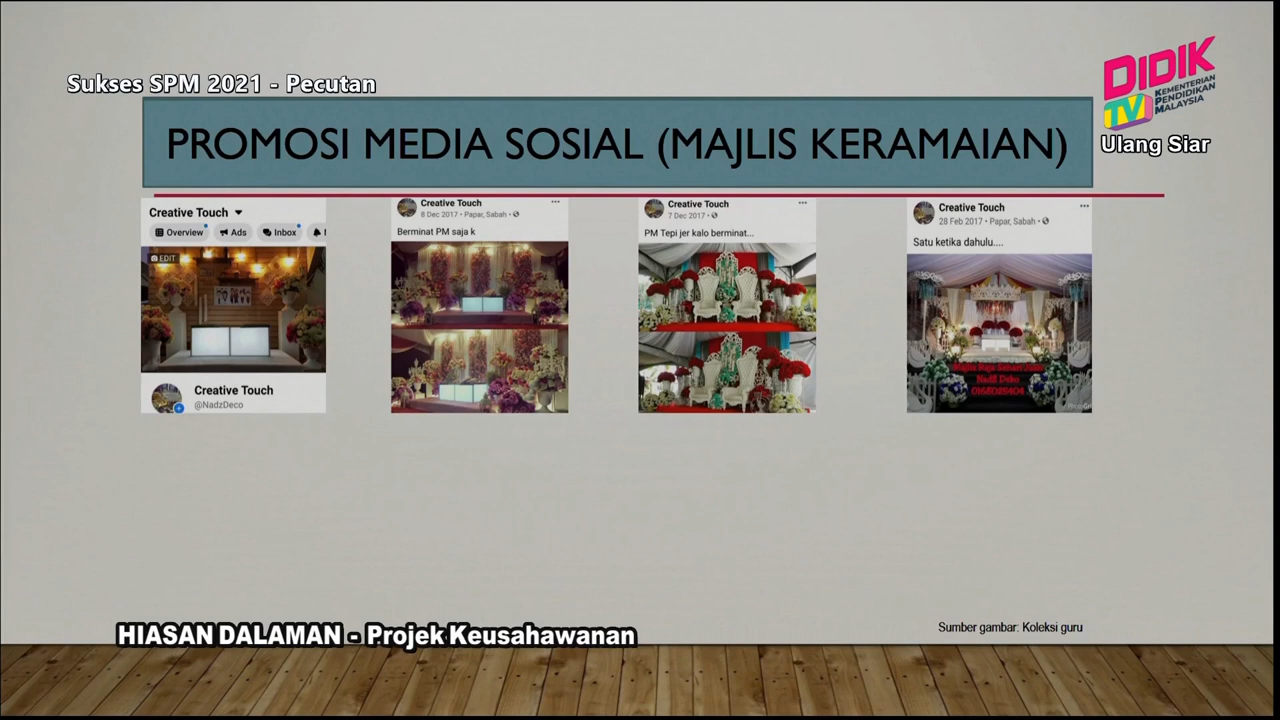 Sukses SPM 2021 - Pecutan
DIDIK
TV
KEMENTERIAN
PENDIDIKAN
MALAYSIA
Ulang Siar
PROMOSI MEDIA SOSIAL (MAJLIS KERAMAIAN)
Creative Touch
Overview
Ads
Inbox
EDIT
Creative Touch
@NadzDeco
Creative Touch
8 Dec 2017 • Papar, Sabah •
Berminat PM saja k
Creative Touch
7 Dec 2017 •
PM Tepi jer kalo berminat...
Creative Touch
28 Feb 2017 • Papar, Sabah •
Satu ketika dahulu....
HIASAN DALAMAN - Projek Keusahawanan
Sumber gambar: Koleksi guru